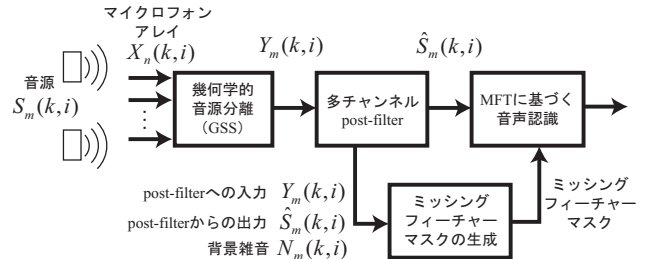 マイクロフォン
アレイ
X_n(k,i)
Y_m(k,i)
Ŝ_m(k,i)
音源
S_m(k,i)
幾何学的
音源分離
(GSS)
多チャンネル
post-filter
MFTに基づく
音声認識
post-filterへの入力 Y_m(k,i)
post-filterからの出力 Ŝ_m(k,i)
背景雑音 N_m(k,i)
ミッシング
フィーチャー
マスクの生成
ミッシング
フィーチャー
マスク